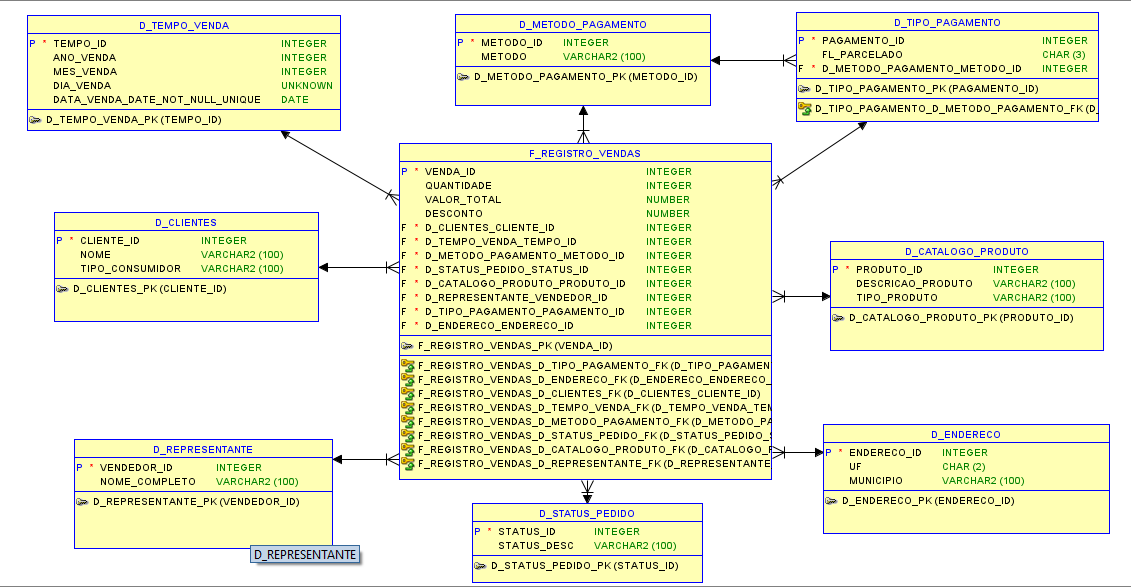 D_TEMPO_VENDA
P * TEMPO_ID INTEGER
ANO_VENDA INTEGER
MES_VENDA INTEGER
DIA_VENDA UNKNOWN
DATA_VENDA_DATE_NOT_NULL_UNIQUE DATE
D_TEMPO_VENDA_PK (TEMPO_ID)
D_METODO_PAGAMENTO
P * METODO_ID INTEGER
METODO VARCHAR2 (100)
D_METODO_PAGAMENTO_PK (METODO_ID)
D_TIPO_PAGAMENTO
P * PAGAMENTO_ID INTEGER
FL_PARCELADO CHAR (3)
F * D_METODO_PAGAMENTO_METODO_ID INTEGER
D_TIPO_PAGAMENTO_PK (PAGAMENTO_ID)
D_TIPO_PAGAMENTO_D_METODO_PAGAMENTO_FK (D_
F_REGISTRO_VENDAS
P * VENDA_ID INTEGER
QUANTIDADE INTEGER
VALOR_TOTAL NUMBER
DESCONTO NUMBER
F * D_CLIENTES_CLIENTE_ID INTEGER
F * D_TEMPO_VENDA_TEMPO_ID INTEGER
F * D_METODO_PAGAMENTO_METODO_ID INTEGER
F * D_STATUS_PEDIDO_STATUS_ID INTEGER
F * D_CATALOGO_PRODUTO_PRODUTO_ID INTEGER
F * D_REPRESENTANTE_VENDEDOR_ID INTEGER
F * D_TIPO_PAGAMENTO_PAGAMENTO_ID INTEGER
F * D_ENDERECO_ENDERECO_ID INTEGER
F_REGISTRO_VENDAS_PK (VENDA_ID)
F_REGISTRO_VENDAS_D_TIPO_PAGAMENTO_FK (D_TIPO_PAGAMEN
F_REGISTRO_VENDAS_D_ENDERECO_FK (D_ENDERECO_ENDERECO_
F_REGISTRO_VENDAS_D_CLIENTES_FK (D_CLIENTES_CLIENTE_ID)
F_REGISTRO_VENDAS_D_TEMPO_VENDA_FK (D_TEMPO_VENDA_TEM
F_REGISTRO_VENDAS_D_METODO_PAGAMENTO_FK (D_METODO_PA
F_REGISTRO_VENDAS_D_STATUS_PEDIDO_FK (D_STATUS_PEDIDO_S
F_REGISTRO_VENDAS_D_CATALOGO_PRODUTO_FK (D_CATALOGO_F
F_REGISTRO_VENDAS_D_REPRESENTANTE_FK (D_REPRESENTANTE
D_CLIENTES
P * CLIENTE_ID INTEGER
NOME VARCHAR2 (100)
TIPO_CONSUMIDOR VARCHAR2 (100)
D_CLIENTES_PK (CLIENTE_ID)
D_CATALOGO_PRODUTO
P * PRODUTO_ID INTEGER
DESCRICAO_PRODUTO VARCHAR2 (100)
TIPO_PRODUTO VARCHAR2 (100)
D_CATALOGO_PRODUTO_PK (PRODUTO_ID)
D_REPRESENTANTE
P * VENDEDOR_ID INTEGER
NOME_COMPLETO VARCHAR2 (100)
D_REPRESENTANTE_PK (VENDEDOR_ID)
D_REPRESENTANTE
D_ENDERECO
P * ENDERECO_ID INTEGER
UF CHAR (2)
MUNICIPIO VARCHAR2 (100)
D_ENDERECO_PK (ENDERECO_ID)
D_STATUS_PEDIDO
P * STATUS_ID INTEGER
STATUS_DESC VARCHAR2 (100)
D_STATUS_PEDIDO_PK (STATUS_ID)